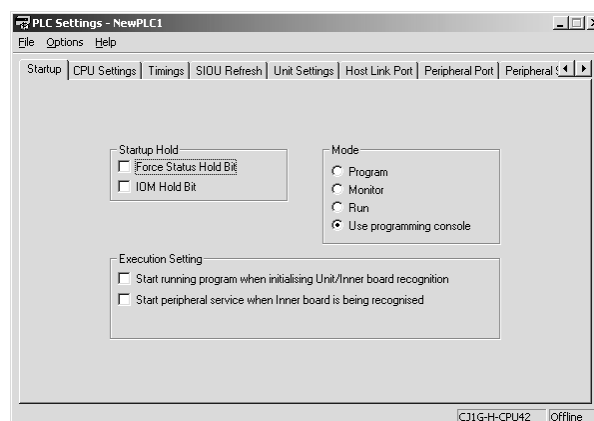 PLC Settings - NewPLC1
File Options Help
Startup CPU Settings Timings SIOU Refresh Unit Settings Host Link Port Peripheral Port Peripheral
Startup Hold
Force Status Hold Bit
IOM Hold Bit
Mode
Program
Monitor
Run
Use programming console
Execution Setting
Start running program when initialising Unit/Inner board recognition
Start peripheral service when Inner board is being recognised
CJ1G-H-CPU42 Offline